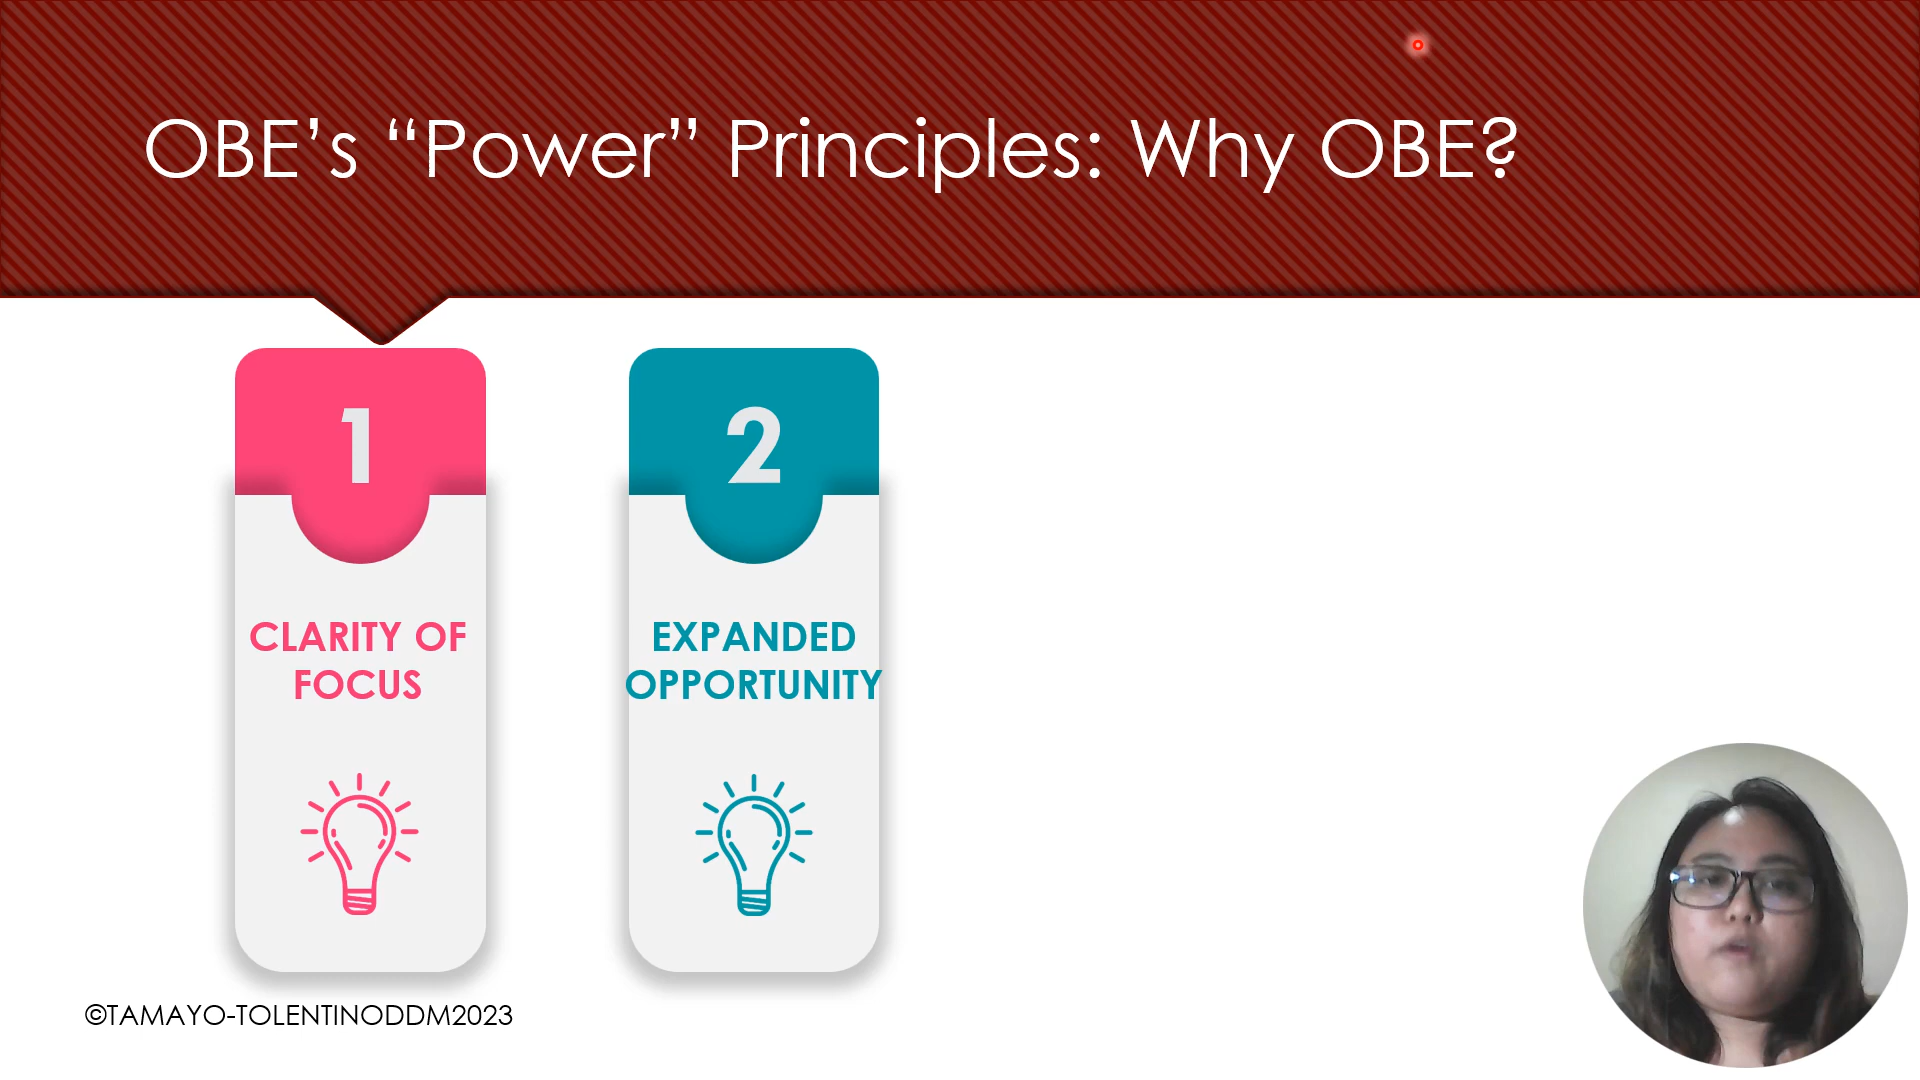 OBE’s “Power” Principles: Why OBE?
1
CLARITY OF
FOCUS
2
EXPANDED
OPPORTUNITY
©TAMAYO-TOLENTINODDM2023